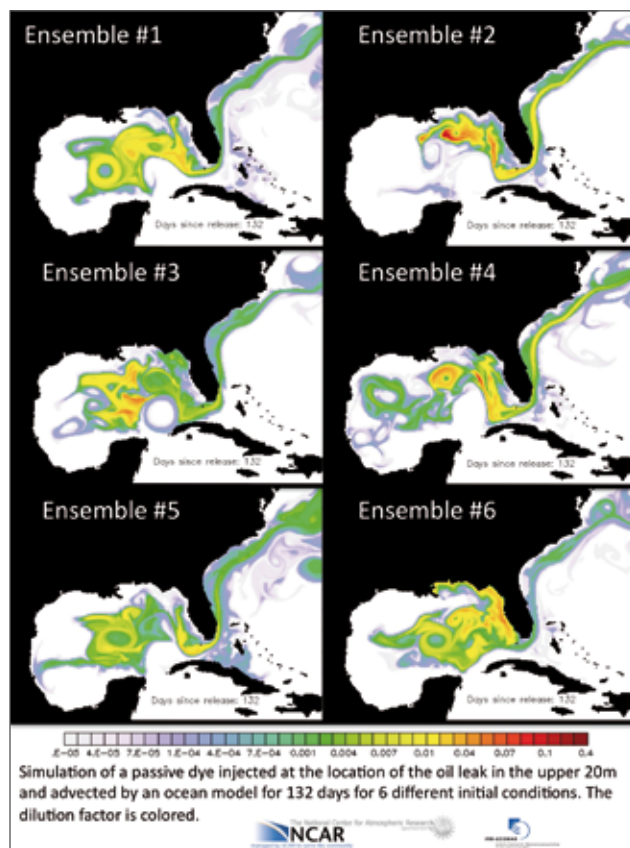 Ensemble #1
Ensemble #2
Days since release: 132
Days since release: 132
Ensemble #3
Ensemble #4
Days since release: 132
Days since release: 132
Ensemble #5
Ensemble #6
Days since release: 132
Days since release: 132
.E-05 4.E-05 7.E-05 1.E-04 4.E-04 7.E-04 0.001 0.004 0.007 0.01 0.04 0.07 0.1 0.4
Simulation of a passive dye injected at the location of the oil leak in the upper 20m
and advected by an ocean model for 132 days for 6 different initial conditions. The
dilution factor is colored.
The National Center for Atmospheric Research
NCAR